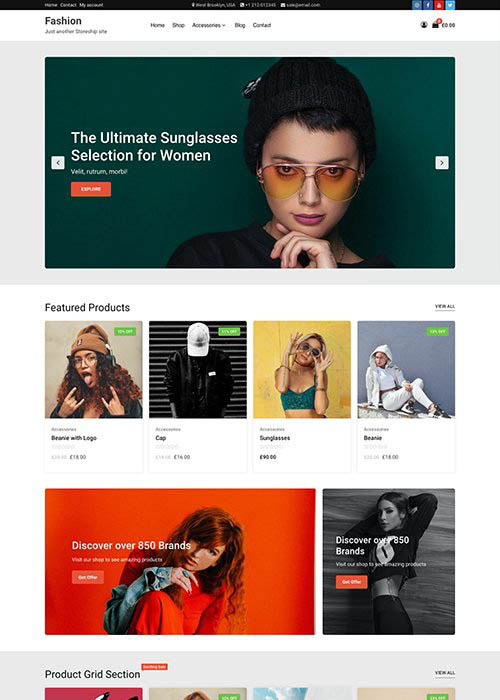 Home Contact My account
West Brooklyn, USA +1 212-012345 sale@email.com
Fashion
Just another Storeship site
Home Shop Accessories Blog Contact
0 £0.00
The Ultimate Sunglasses
Selection for Women
Velit, rutrum, morbi!
EXPLORE
Featured Products
VIEW ALL
10% OFF
11% OFF
10% OFF
Accessories
Beanie with Logo
£20.00 £18.00
Accessories
Cap
£18.00 £16.00
Accessories
Sunglasses
£90.00
Accessories
Beanie
£20.00 £18.00
Discover over 850 Brands
Visit our shop to see amazing products
Get Offer
Discover over 850
Brands
Visit our shop to see amazing products
Get Offer
Product Grid Section
Exciting Sale
VIEW ALL